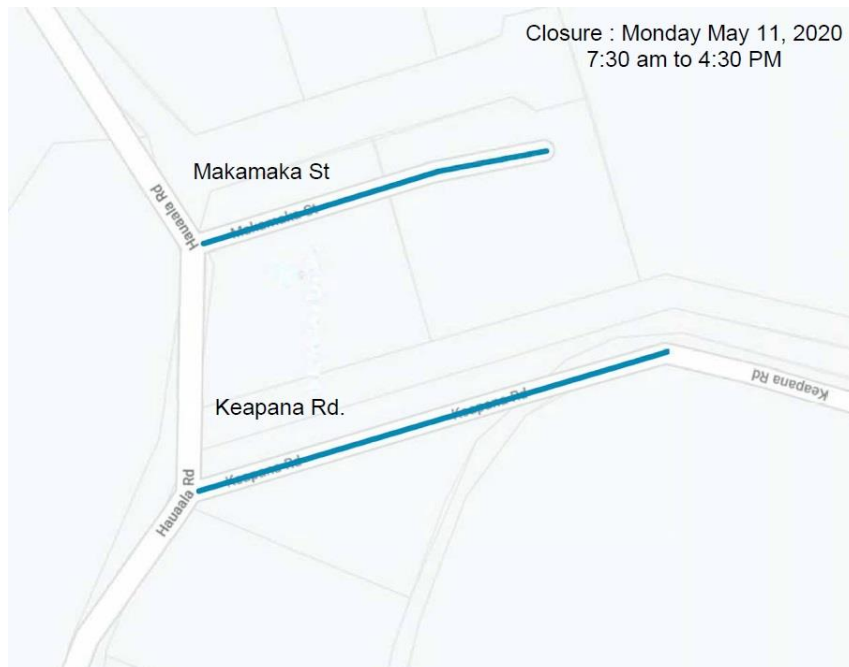 Closure : Monday May 11, 2020
7:30 am to 4:30 PM
Makamaka St
Hauaala Rd
Makamaka St
Keapana Rd
Keapana Rd.
Keapana Rd
Keapana Rd
Hauaala Rd